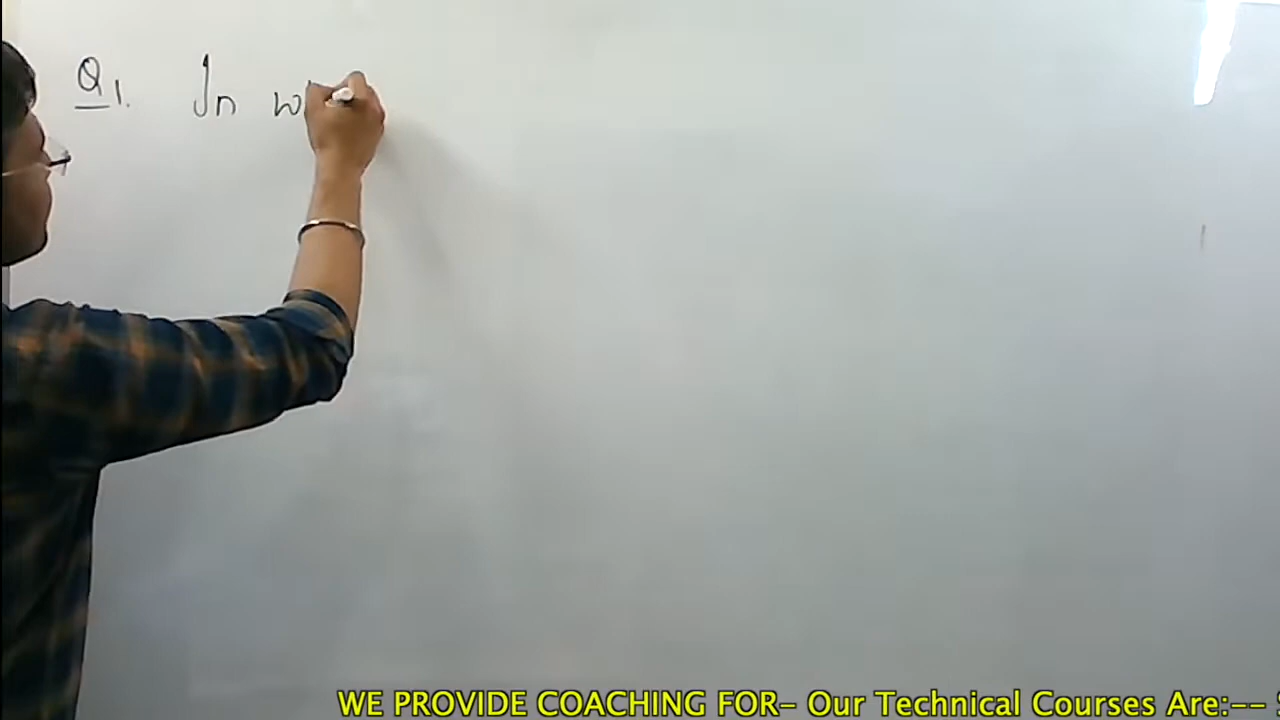 Q1. In
WE PROVIDE COACHING FOR- Our Technical Courses Are:--